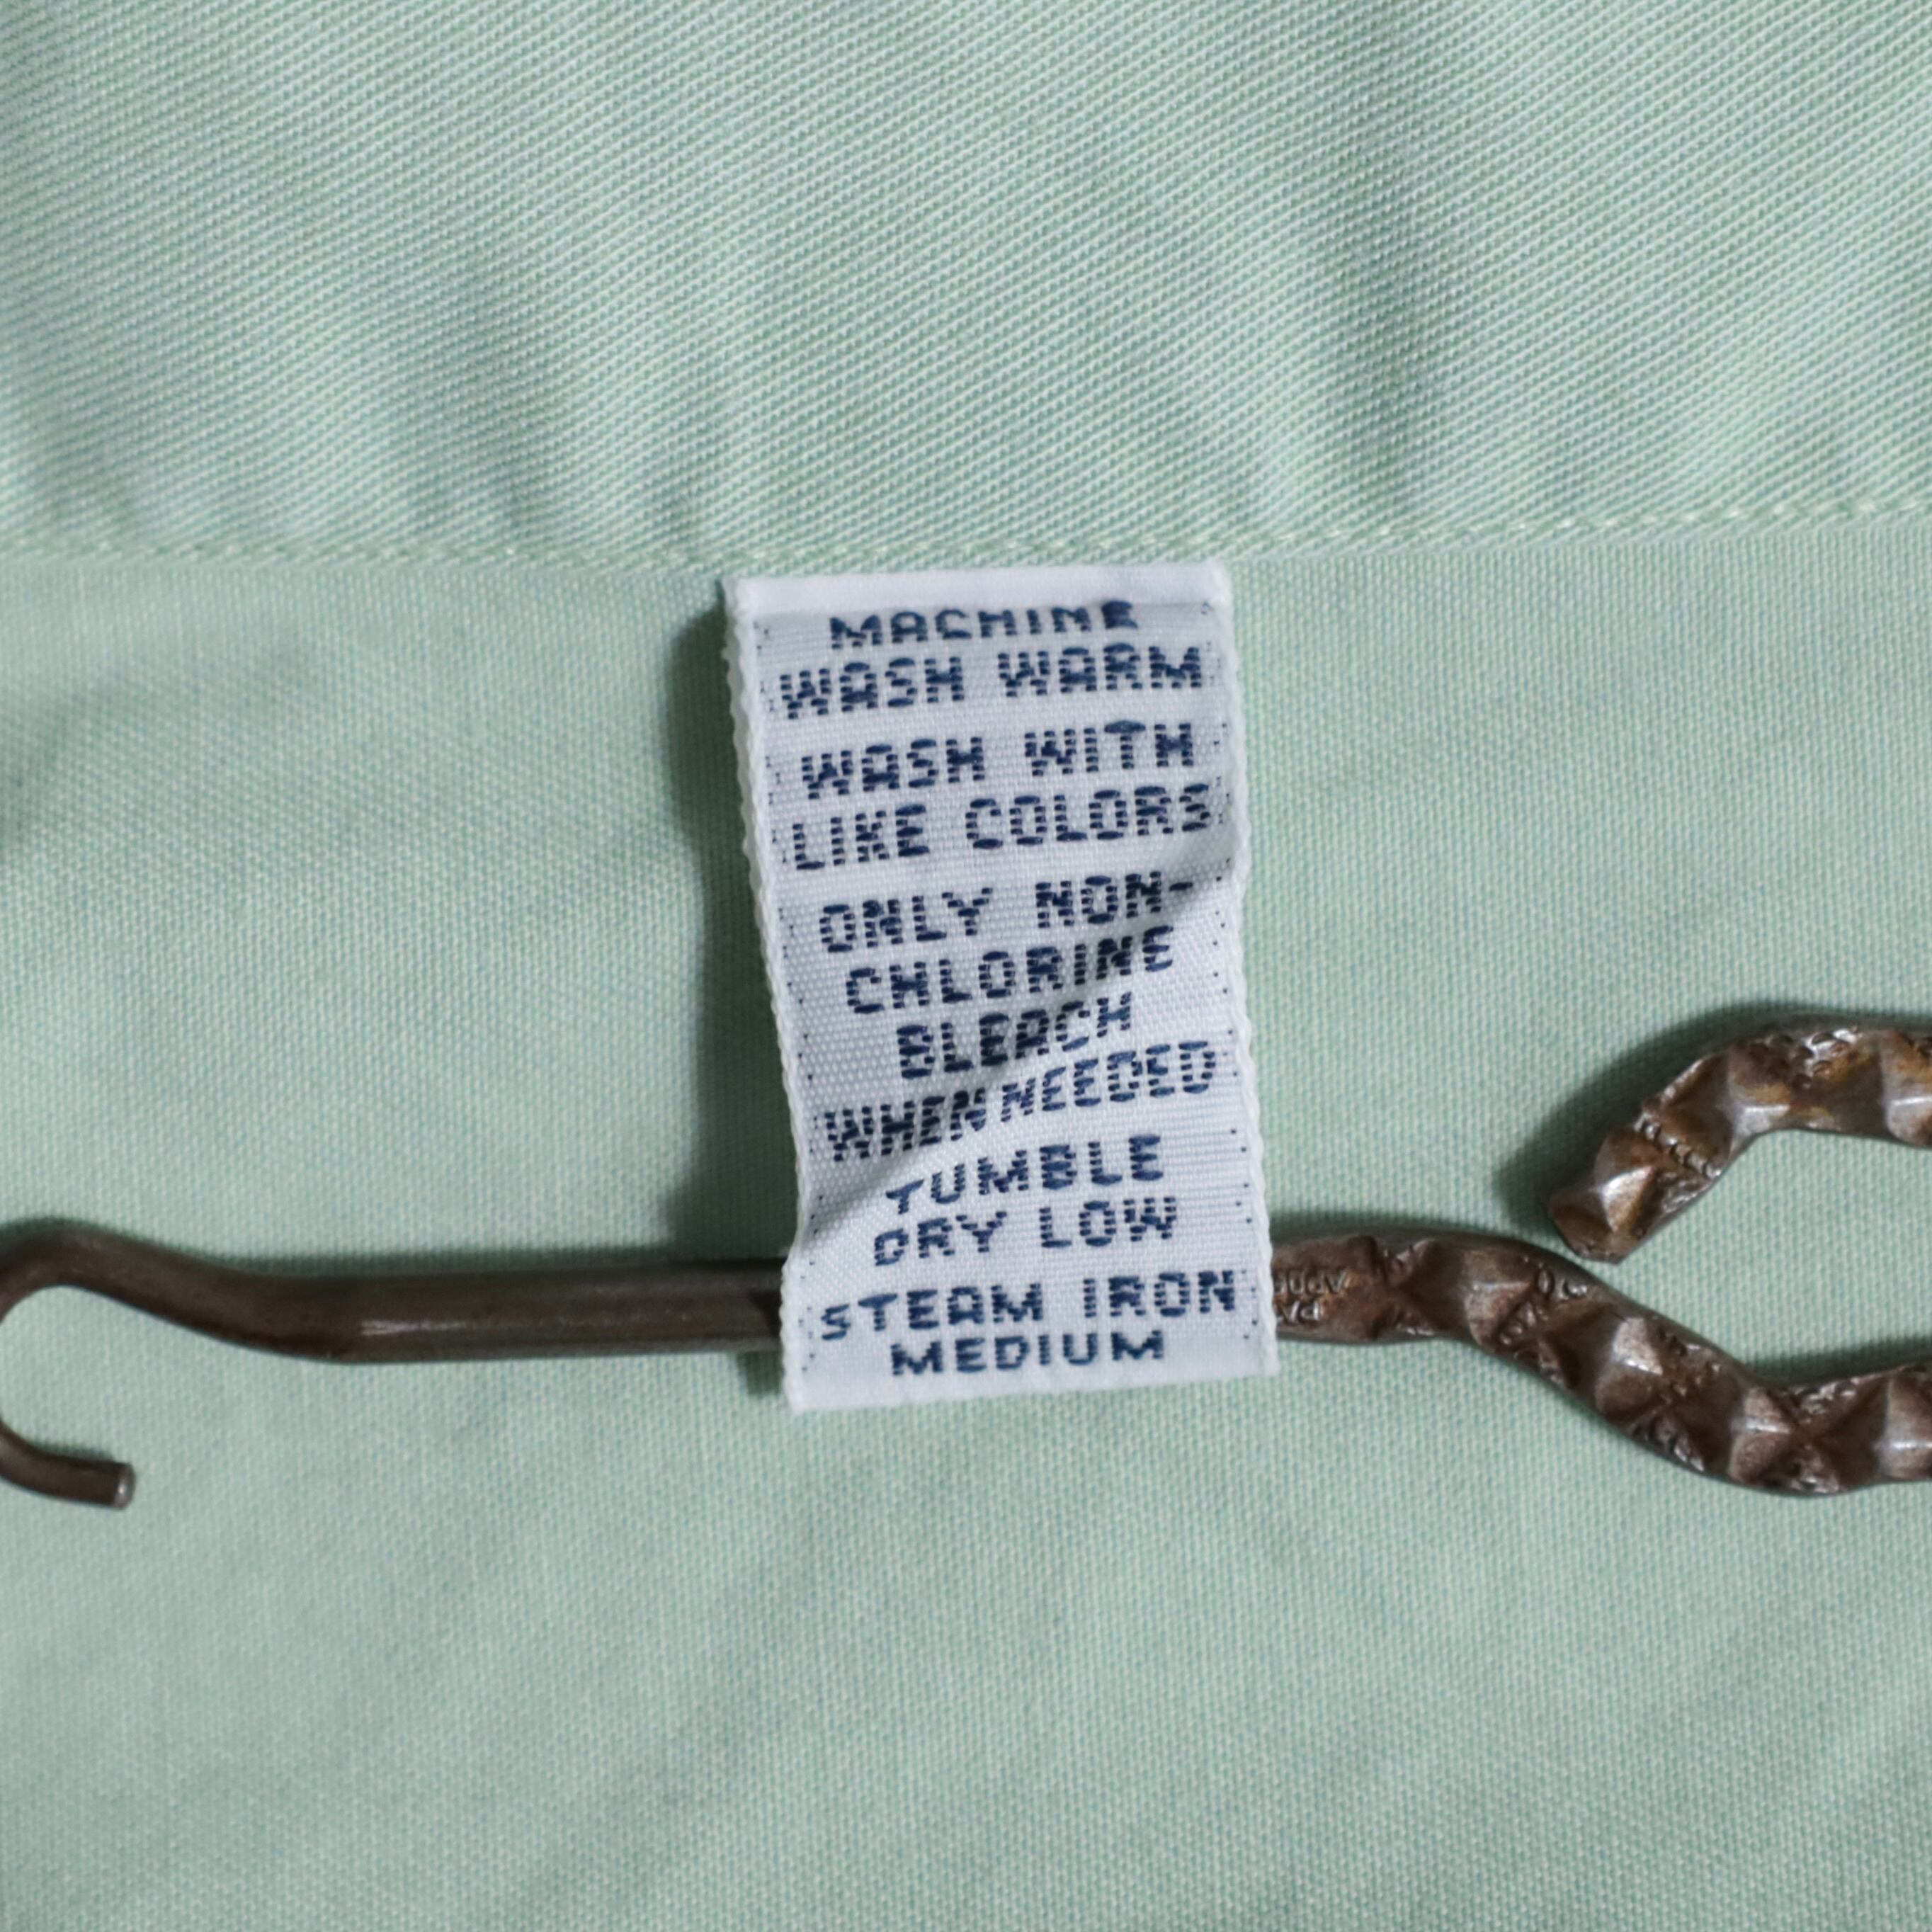 MACHINE
WASH WARM
WASH WITH
LIKE COLORS
ONLY NON-
CHLORINE
BLEACH
WHEN NEEDED
TUMBLE
DRY LOW
STEAM IRON
MEDIUM